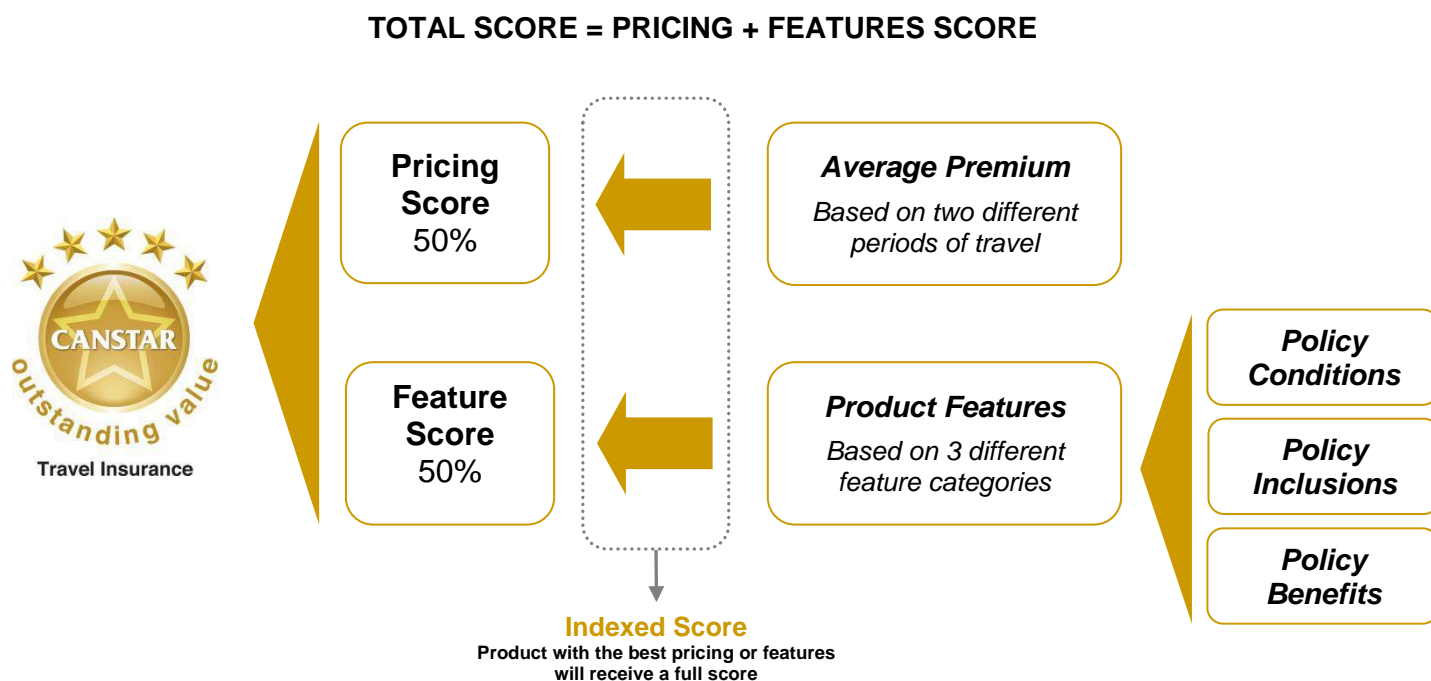 TOTAL SCORE = PRICING + FEATURES SCORE
Pricing
Score
50%
Average Premium
Based on two different
periods of travel
CANSTAR
outstanding value
Travel Insurance
Feature
Score
50%
Product Features
Based on 3 different
feature categories
Policy
Conditions
Policy
Inclusions
Policy
Benefits
Indexed Score
Product with the best pricing or features
will receive a full score